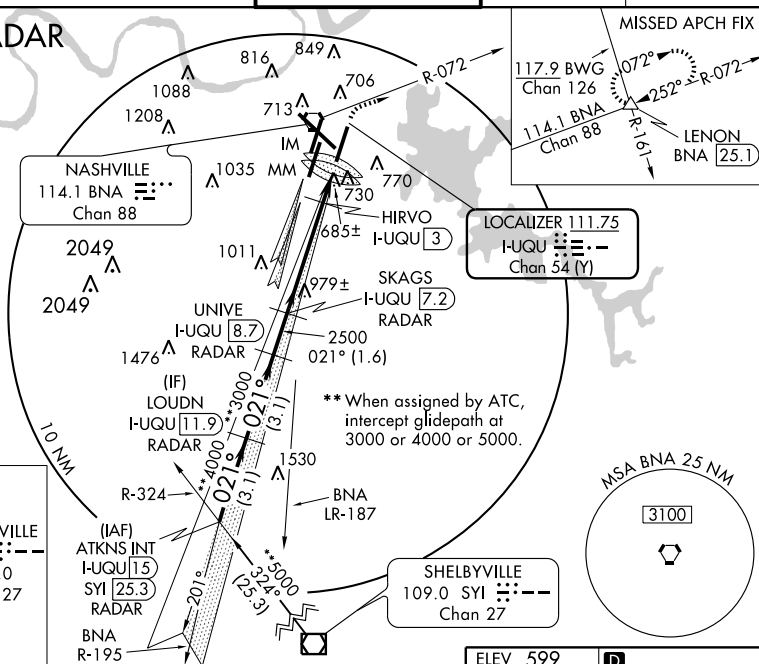 ADAR
816
849
1088
706
R-072
713
1208
IM
MM
1035
770
730
NASHVILLE
114.1 BNA
Chan 88
HIRVO
I-UQU 3
685±
LOCALIZER 111.75
I-UQU
Chan 54 (Y)
2049
2049
1011
979±
SKAGS
I-UQU 7.2
RADAR
UNIVE
I-UQU 8.7
RADAR
2500
021° (1.6)
1476
(IF)
LOUDN
I-UQU 11.9
RADAR
**3000
021°
(3.1)
** When assigned by ATC,
intercept glidepath at
3000 or 4000 or 5000.
10 NM
**4000
021°
(3.1)
1530
R-324
BNA
LR-187
(IAF)
ATKNS INT
I-UQU 15
SYI 25.3
RADAR
201°
BNA
R-195
**5000
324°
(25.3)
SHELBYVILLE
109.0 SYI
Chan 27
VILLE
0
27
MISSED APCH FIX
117.9 BWG
Chan 126
072°
R-072
252°
114.1 BNA
Chan 88
R-161
LENON
BNA 25.1
MSA BNA 25 NM
3100
ELEV 599
D